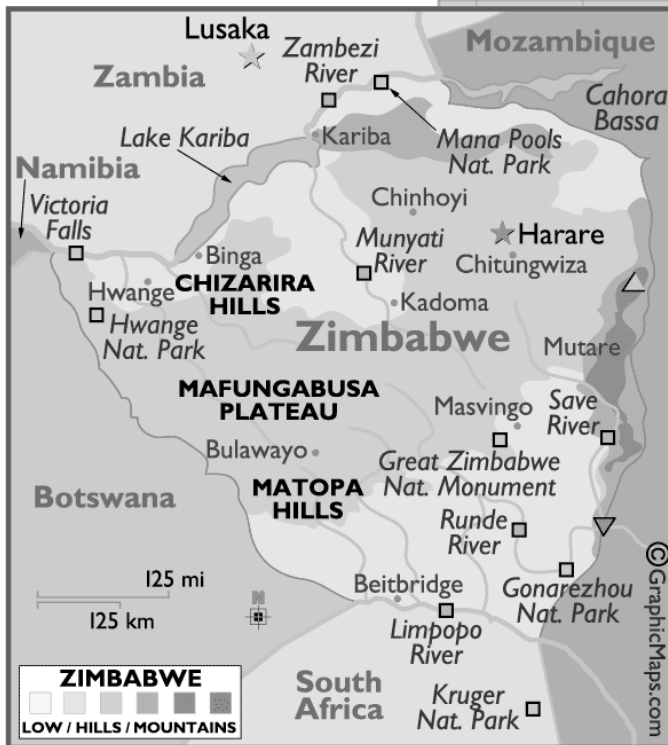 Lusaka
Zambezi
River
Mozambique
Zambia
Cahora
Bassa
Lake Kariba
Kariba
Mana Pools
Nat. Park
Namibia
Victoria
Falls
Chinhoyi
Munyati
River
Harare
Chitungwiza
Binga
CHIZARIRA
HILLS
Hwange
Kadoma
Hwange
Nat. Park
Zimbabwe
Mutare
MAFUNGABUSA
PLATEAU
Masvingo
Save
River
Bulawayo
Great Zimbabwe
Nat. Monument
MATOPA
HILLS
Botswana
Runde
River
125 mi
125 km
N
Beitbridge
Gonarezhou
Nat. Park
Limpopo
River
South
Africa
Kruger
Nat. Park
ZIMBABWE
LOW / HILLS / MOUNTAINS
©GraphicMaps.com